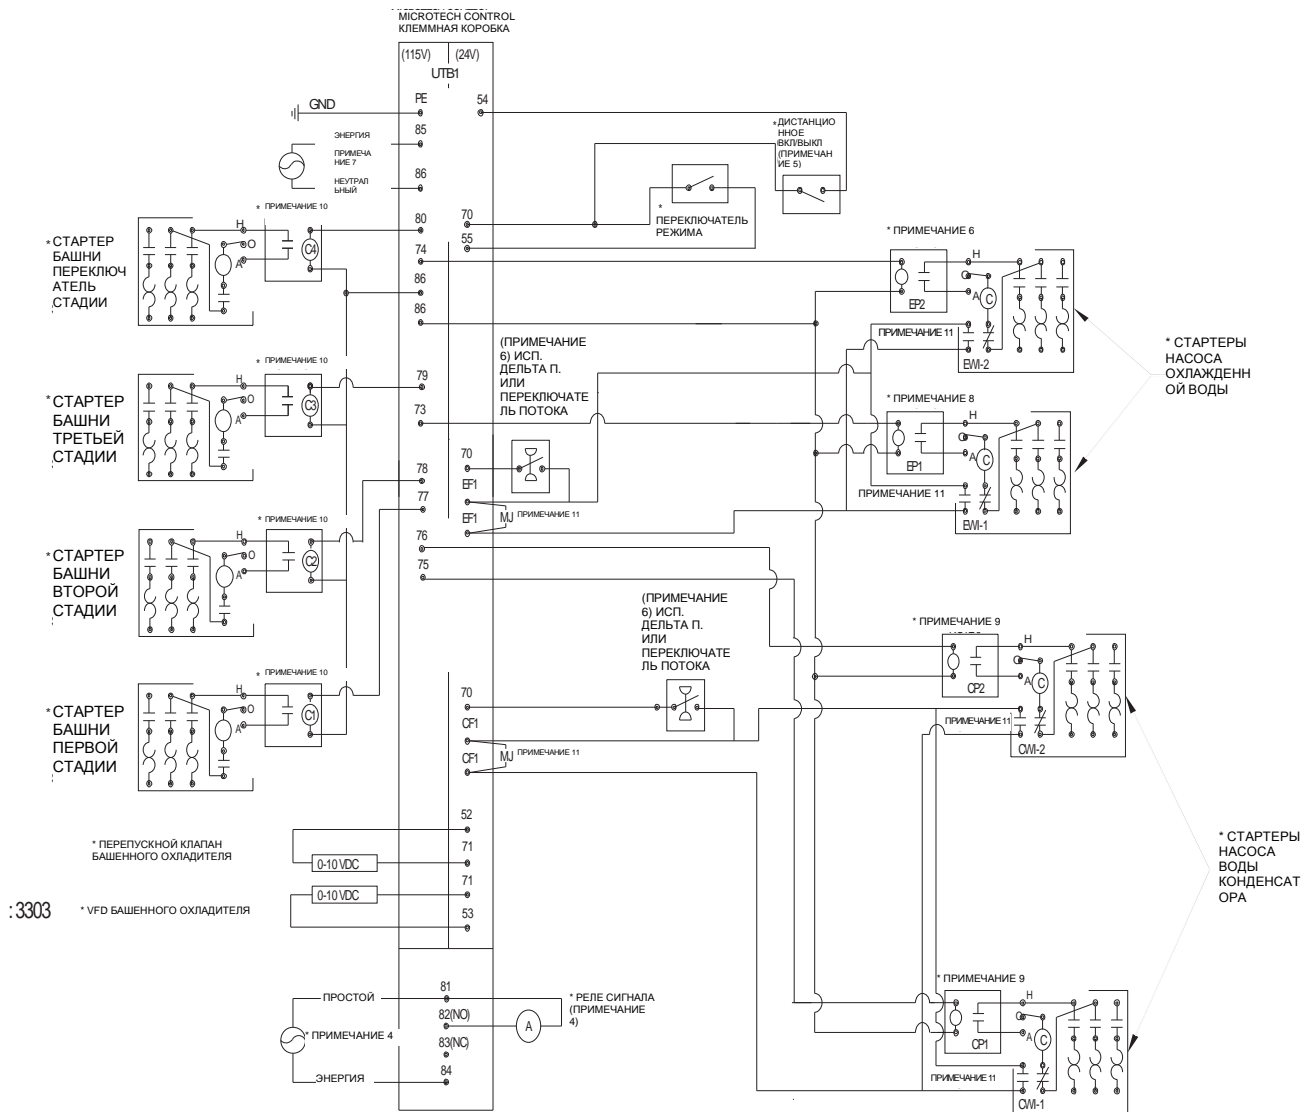 MICROTECH CONTROL
КЛЕММНАЯ КОРОБКА
(115V)
(24V)
UTB1
PE
54
GND
85
ЭНЕРГИЯ
ПРИМЕЧА
НИЕ 7
НЕУТРАЛ
ЬНЫЙ
86
* ДИСТАНЦИО
ННОЕ
ВКЛ/ВЫКЛ
(ПРИМЕЧАН
ИЕ 5)
*
ПЕРЕКЛЮЧАТЕЛЬ
РЕЖИМА
* ПРИМЕЧАНИЕ 10
80
70
55
74
86
86
* СТАРТЕР
БАШНИ
ПЕРЕКЛЮЧ
АТЕЛЬ
СТАДИИ
H
O
A
C4
* ПРИМЕЧАНИЕ 6
H
O
A
C
EP2
ПРИМЕЧАНИЕ 11
EWI-2
* СТАРТЕРЫ
НАСОСА
ОХЛАЖДЕНН
ОЙ ВОДЫ
(ПРИМЕЧАНИЕ
6) ИСП.
ДЕЛЬТА П.
ИЛИ
ПЕРЕКЛЮЧАТЕ
ЛЬ ПОТОКА
* ПРИМЕЧАНИЕ 10
79
73
* СТАРТЕР
БАШНИ
ТРЕТЬЕЙ
СТАДИИ
H
O
A
C3
* ПРИМЕЧАНИЕ 8
H
O
A
C
EP1
ПРИМЕЧАНИЕ 11
EWI-1
78
70
EF1
77
EF1
MJ
ПРИМЕЧАНИЕ 11
76
75
* ПРИМЕЧАНИЕ 10
* СТАРТЕР
БАШНИ
ВТОРОЙ
СТАДИИ
H
O
A
C2
(ПРИМЕЧАНИЕ
6) ИСП.
ДЕЛЬТА П.
ИЛИ
ПЕРЕКЛЮЧАТЕ
ЛЬ ПОТОКА
* ПРИМЕЧАНИЕ 9
H
O
A
C
CP2
ПРИМЕЧАНИЕ 11
CWI-2
* ПРИМЕЧАНИЕ 10
* СТАРТЕР
БАШНИ
ПЕРВОЙ
СТАДИИ
H
O
A
C1
70
CF1
CF1
MJ
ПРИМЕЧАНИЕ 11
* СТАРТЕРЫ
НАСОСА
ВОДЫ
КОНДЕНСАТ
ОРА
52
71
71
53
* ПЕРЕПУСКНОЙ КЛАПАН
БАШЕННОГО ОХЛАДИТЕЛЯ
0-10 VDC
0-10 VDC
: 3303
* VFD БАШЕННОГО ОХЛАДИТЕЛЯ
ПРОСТОЙ
* ПРИМЕЧАНИЕ 4
ЭНЕРГИЯ
81
82(NO)
83(NC)
84
A
* РЕЛЕ СИГНАЛА
(ПРИМЕЧАНИЕ
4)
* ПРИМЕЧАНИЕ 9
H
O
A
C
CP1
ПРИМЕЧАНИЕ 11
CWI-1